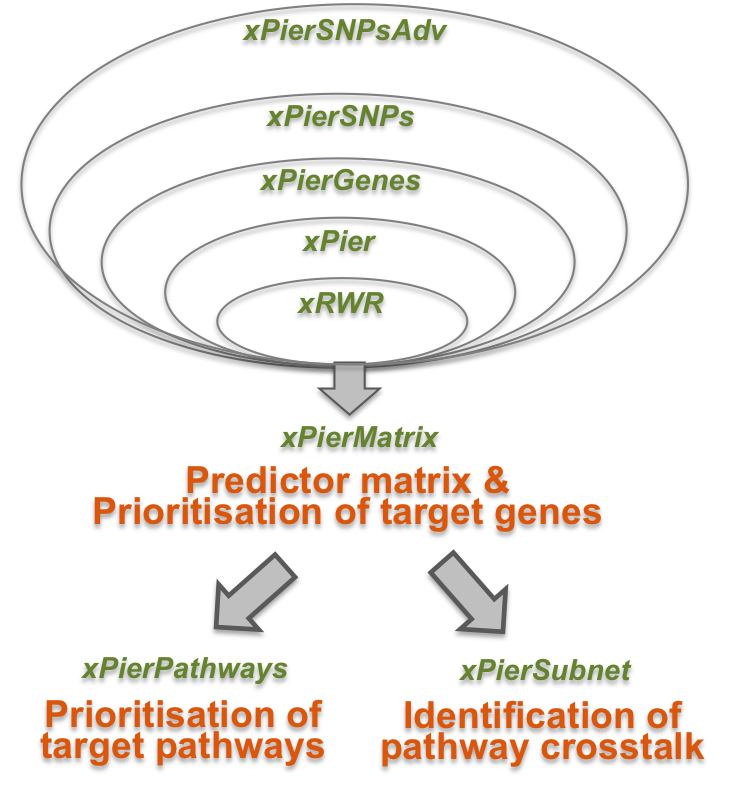 xPierSNPsAdv
xPierSNPs
xPierGenes
xPier
xRWR
xPierMatrix
Predictor matrix &
Prioritisation of target genes
xPierPathways
Prioritisation of
target pathways
xPierSubnet
Identification of
pathway crosstalk